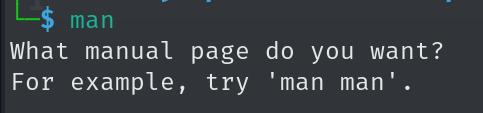 └─$ man
What manual page do you want?
For example, try 'man man'.